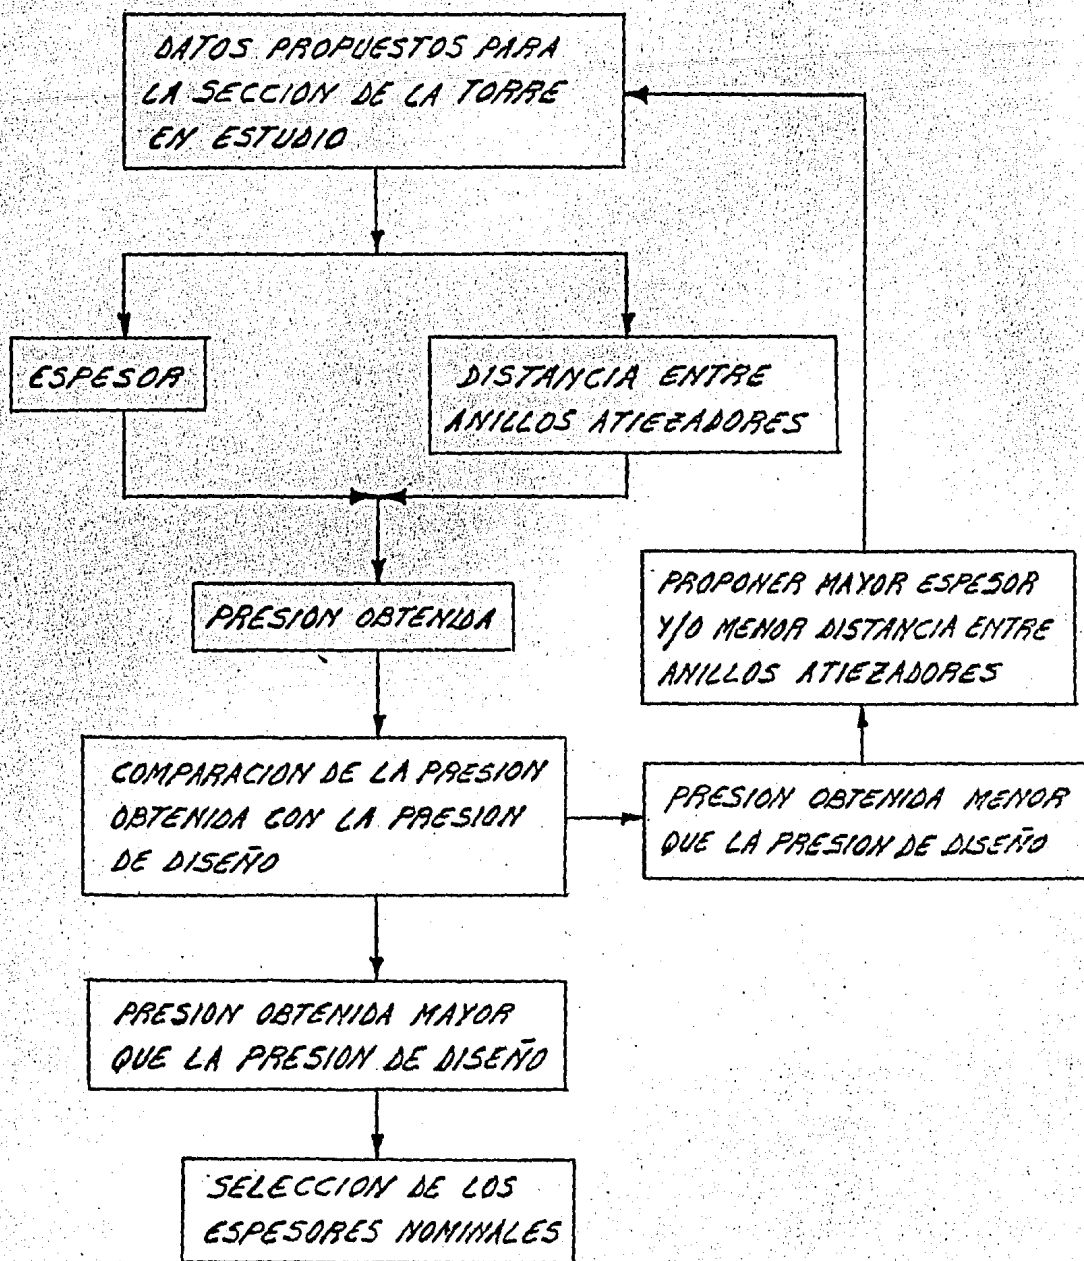 DATOS PROPUESTOS PARA
LA SECCION DE LA TORRE
EN ESTUDIO
ESPESOR
DISTANCIA ENTRE
ANILLOS ATIEZADORES
PRESION OBTENIDA
PROPONER MAYOR ESPESOR
Y/O MENOR DISTANCIA ENTRE
ANILLOS ATIEZADORES
COMPARACION DE LA PRESION
OBTENIDA CON LA PRESION
DE DISEÑO
PRESION OBTENIDA MENOR
QUE LA PRESION DE DISEÑO
PRESION OBTENIDA MAYOR
QUE LA PRESION DE DISEÑO
SELECCION DE LOS
ESPESORES NOMINALES